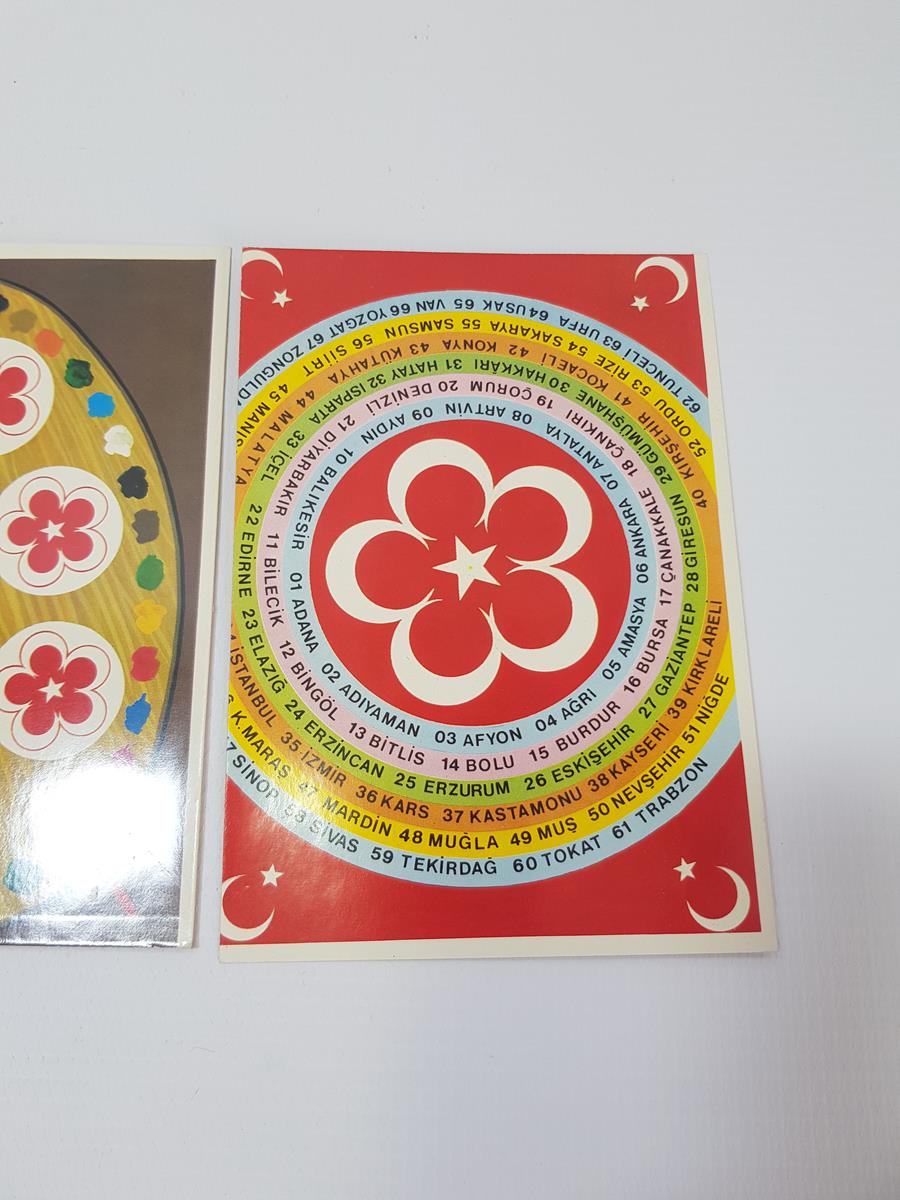 01 ADANA 02 ADIYAMAN 03 AFYON 04 AĞRI 05 AMASYA 06 ANKARA 07 ANTALYA 08 ARTVİN 09 AYDIN 10 BALIKESİR
11 BİLECİK 12 BİNGÖL 13 BİTLİS 14 BOLU 15 BURDUR 16 BURSA 17 ÇANAKKALE 18 ÇANKIRI 19 ÇORUM 20 DENİZLİ 21 DİYARBAKIR
22 EDİRNE 23 ELAZIĞ 24 ERZİNCAN 25 ERZURUM 26 ESKİŞEHİR 27 GAZİANTEP 28 GİRESUN 29 GÜMÜŞHANE 30 HAKKÂRİ 31 HATAY 32 ISPARTA 33 İÇEL
İSTANBUL 35 İZMİR 36 KARS 37 KASTAMONU 38 KAYSERİ 39 KIRKLARELİ 40 KIRŞEHİR 41 KOCAELİ 42 KONYA 43 KÜTAHYA 44 MALATYA
45 MANİS
K.MARAŞ 47 MARDİN 48 MUĞLA 49 MUŞ 50 NEVŞEHİR 51 NİĞDE 52 ORDU 53 RİZE 54 SAKARYA 55 SAMSUN 56 SİİRT
SİNOP 58 SİVAS 59 TEKİRDAĞ 60 TOKAT 61 TRABZON 62 TUNCELİ 63 URFA 64 UŞAK 65 VAN 66 YOZGAT 67 ZONGULDA